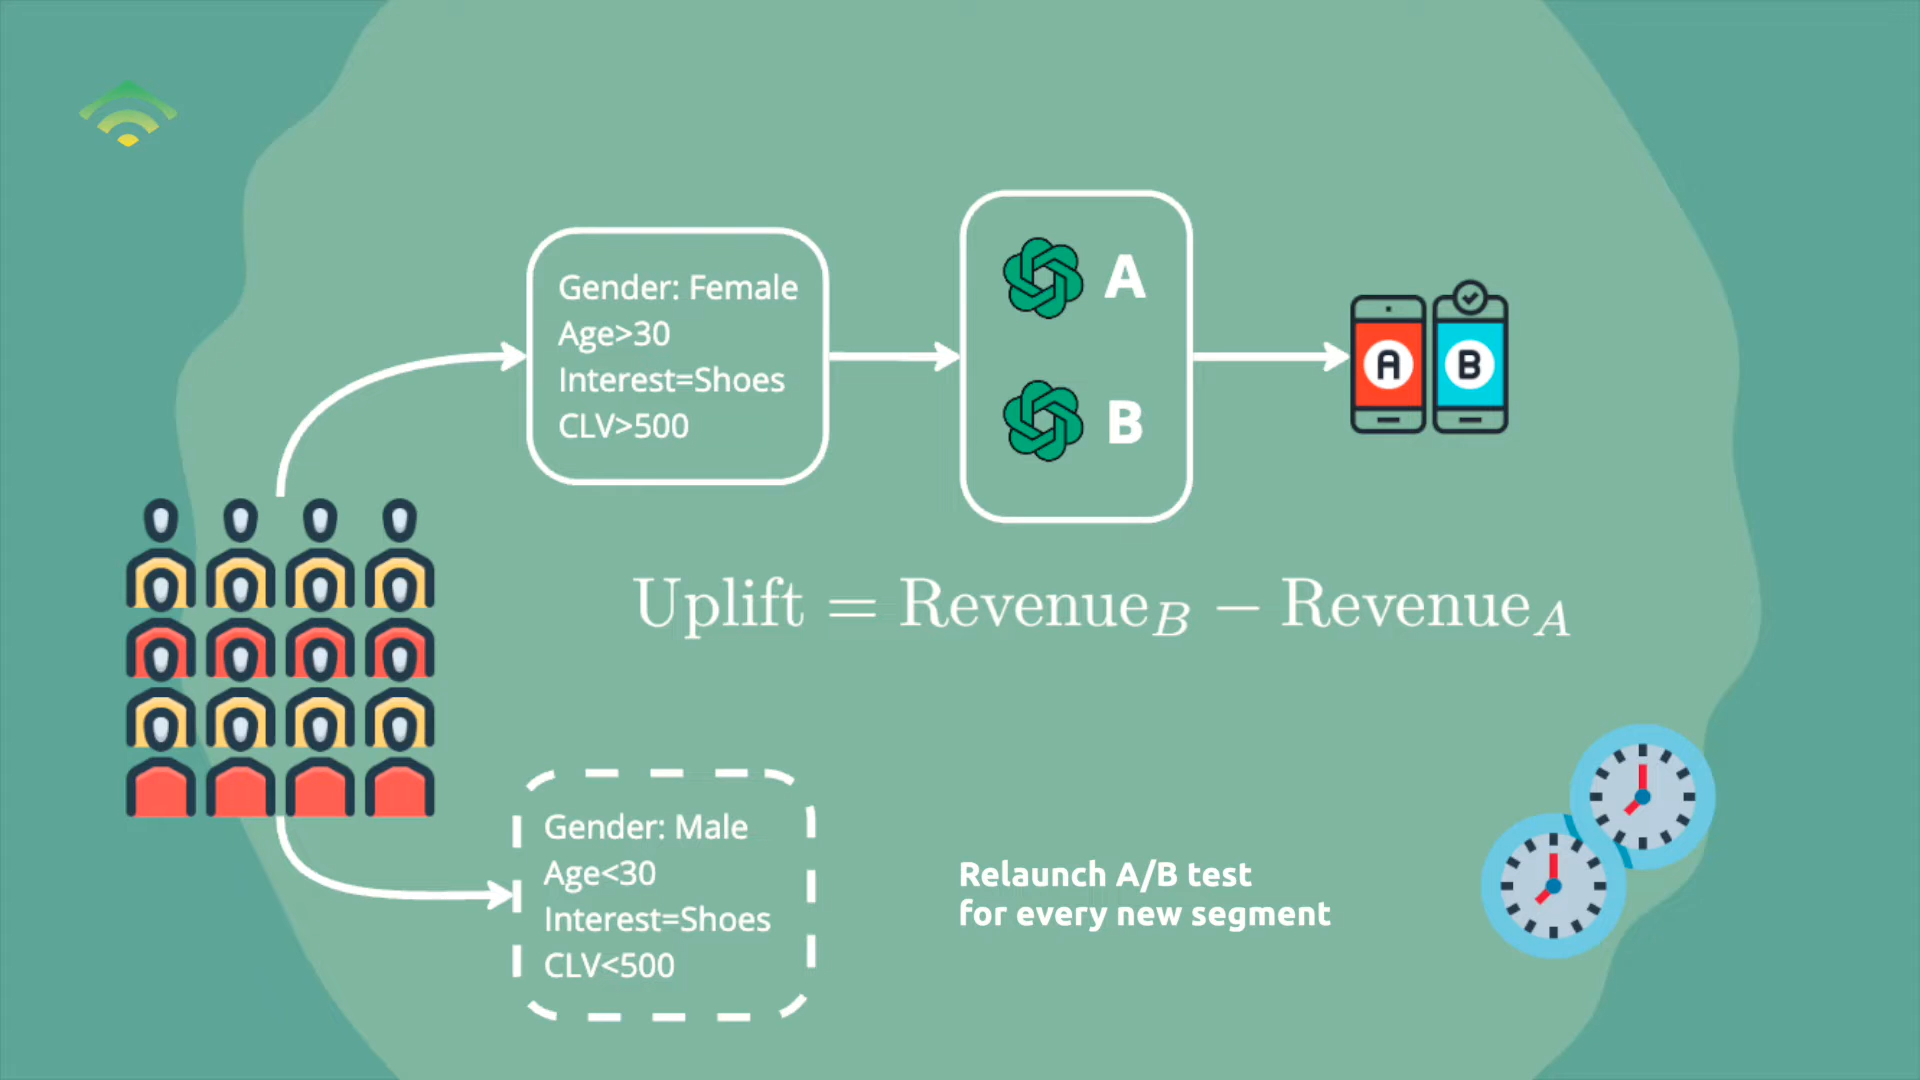 Gender: Female
Age>30
Interest=Shoes
CLV>500
A
B
A
B
Uplift = Revenue_B − Revenue_A
Gender: Male
Age<30
Interest=Shoes
CLV<500
Relaunch A/B test
for every new segment